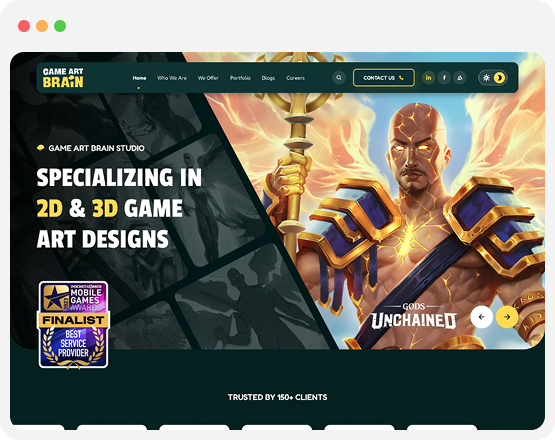 GAME ART
BRAIN
Home
Who We Are
We Offer
Portfolio
Blogs
Careers
CONTACT US
in
f
GAME ART BRAIN STUDIO
SPECIALIZING IN
2D & 3D GAME
ART DESIGNS
POCKETGAMER
MOBILE
GAMES
AWARDS
FINALIST
BEST
SERVICE
PROVIDER
GODS
UNCHAINED
TRUSTED BY 150+ CLIENTS